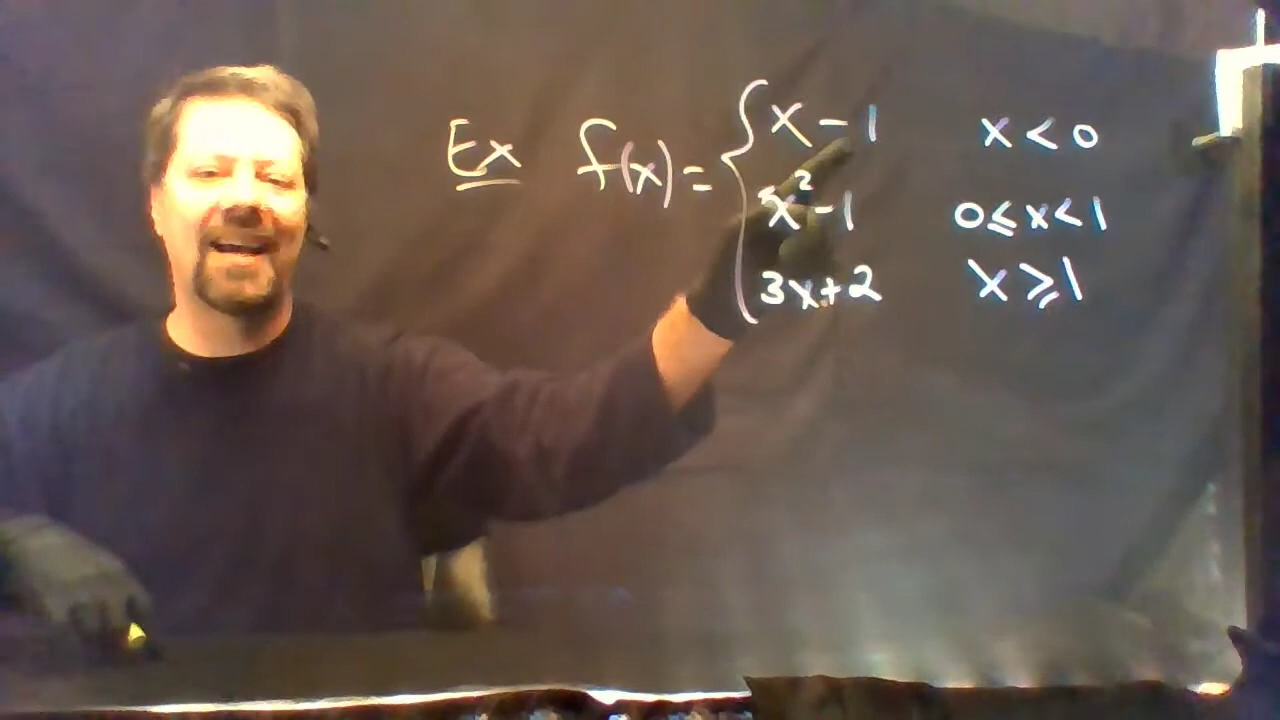 Ex f(x) = { x - 1 x < 0
x² - 1 0 ≤ x < 1
3x + 2 x ≥ 1